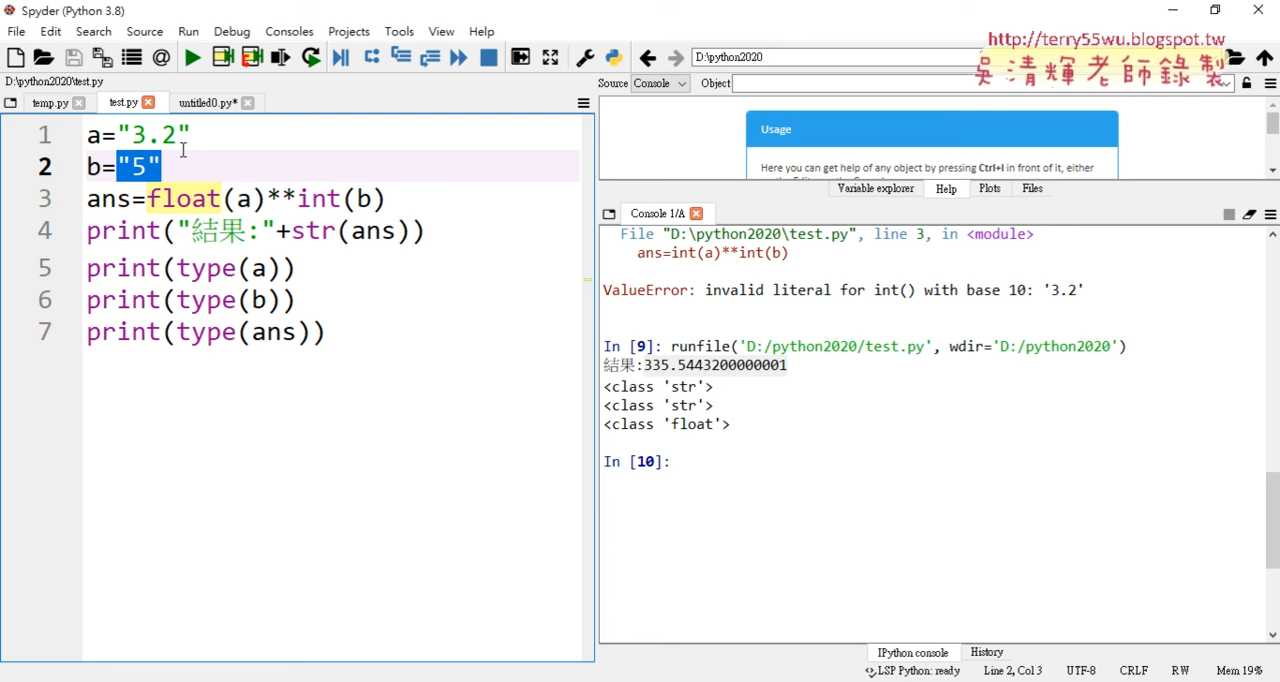 Spyder (Python 3.8)
File Edit Search Source Run Debug Consoles Projects Tools View Help
http://terry55wu.blogspot.tw
吳清輝老師錄製
D:\python2020
D:\python2020\test.py
Source Console Object
temp.py test.py untitled0.py*
1 a="3.2"
2 b="5"
3 ans=float(a)**int(b)
4 print("結果:"+str(ans))
5 print(type(a))
6 print(type(b))
7 print(type(ans))
Usage
Here you can get help of any object by pressing Ctrl+I in front of it, either
Variable explorer Help Plots Files
Console 1/A
File "D:\python2020\test.py", line 3, in <module>
ans=int(a)**int(b)
ValueError: invalid literal for int() with base 10: '3.2'
In [9]: runfile('D:/python2020/test.py', wdir='D:/python2020')
結果:335.5443200000001
<class 'str'>
<class 'str'>
<class 'float'>
In [10]:
IPython console History
LSP Python: ready Line 2, Col 3 UTF-8 CRLF RW Mem 19%